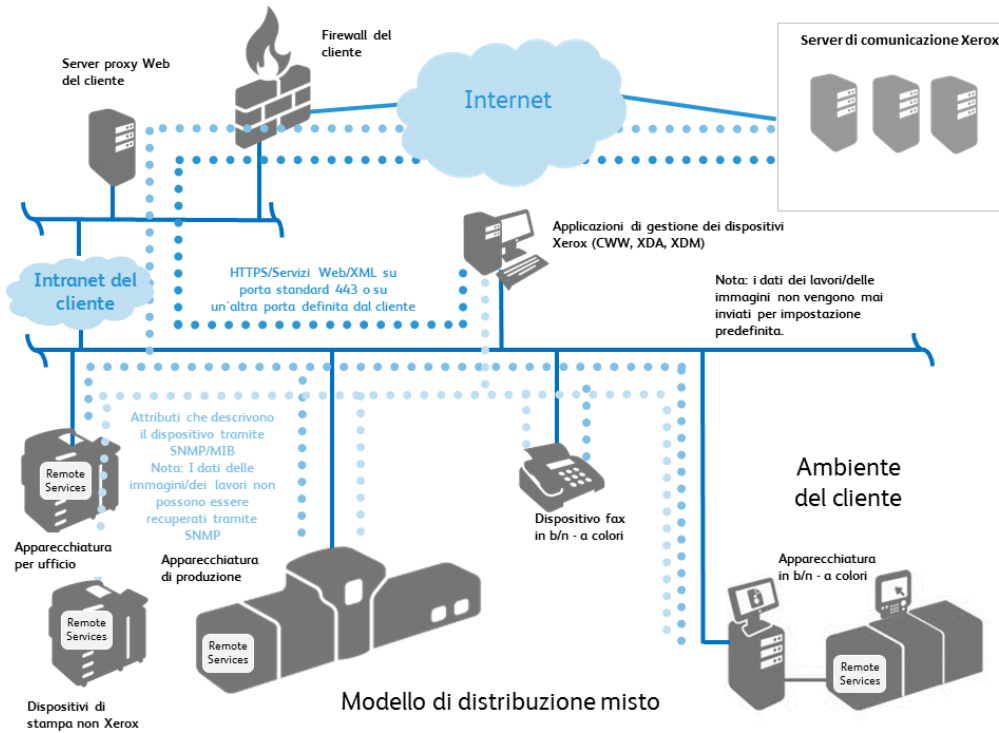 Firewall del
cliente
Server di comunicazione Xerox
Server proxy Web
del cliente
Internet
Applicazioni di gestione dei dispositivi
Xerox (CWW, XDA, XDM)
Intranet del
cliente
HTTPS/Servizi Web/XML su
porta standard 443 o su
un'altra porta definita dal cliente
Nota: i dati dei lavori/delle
immagini non vengono mai
inviati per impostazione
predefinita.
Attributi che descrivono
il dispositivo tramite
SNMP/MIB
Nota: I dati delle
immagini/dei lavori non
possono essere
recuperati tramite
SNMP
Remote
Services
Ambiente
del cliente
Dispositivo fax
in b/n - a colori
Apparecchiatura
per ufficio
Apparecchiatura
di produzione
Apparecchiatura
in b/n - a colori
Remote
Services
Remote
Services
Remote
Services
Modello di distribuzione misto
Dispositivi di
stampa non Xerox